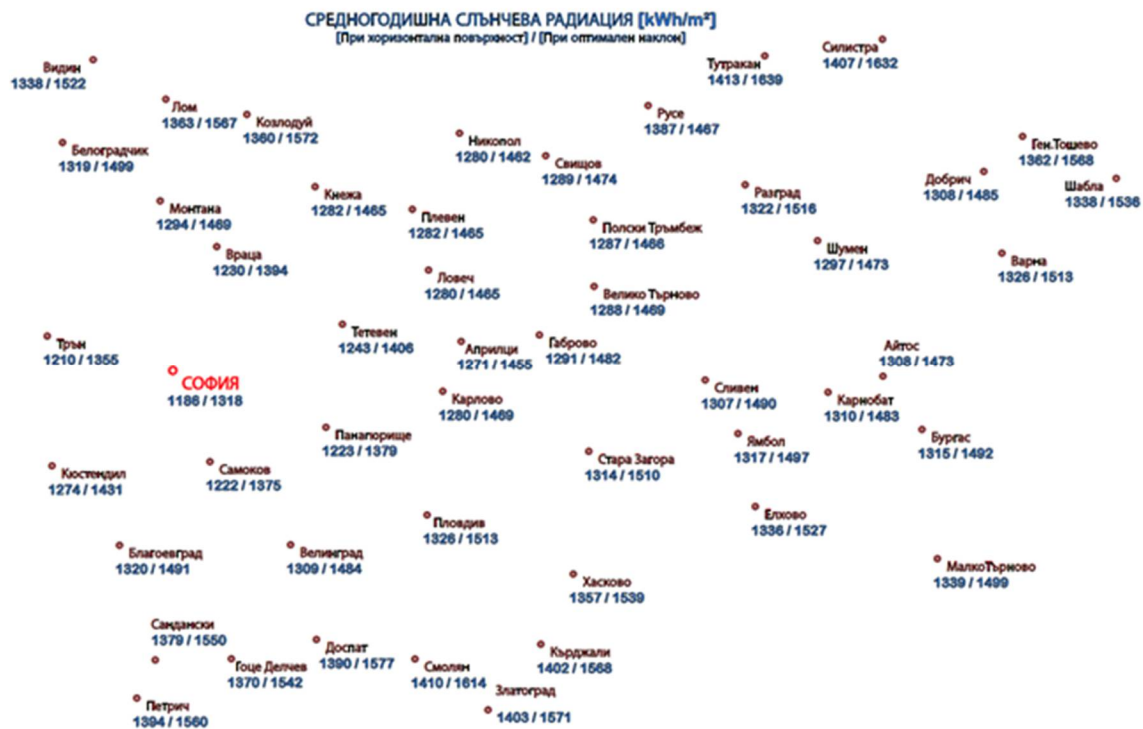 СРЕДНОГОДИШНА СЛЪНЧЕВА РАДИАЦИЯ [kWh/m²]
[При хоризонтална повърхност] / [При оптимален наклон]
Силистра
1407 / 1632
Тутракан
1413 / 1639
Видин
1338 / 1522
Лом
1363 / 1567
Козлодуй
1360 / 1572
Русе
1387 / 1467
Белоградчик
1319 / 1499
Никопол
1280 / 1462
Свищов
1289 / 1474
Ген.Тошево
1362 / 1568
Добрич
1308 / 1485
Шабла
1338 / 1536
Монтана
1294 / 1469
Кнежа
1282 / 1465
Плевен
1282 / 1465
Разград
1322 / 1516
Полски Тръмбеж
1287 / 1466
Враца
1230 / 1394
Шумен
1297 / 1473
Варна
1326 / 1513
Ловеч
1280 / 1465
Велико Търново
1288 / 1469
Трън
1210 / 1355
Тетевен
1243 / 1406
Априлци
1271 / 1455
Габрово
1291 / 1482
Айтос
1308 / 1473
СОФИЯ
1186 / 1318
Карлово
1280 / 1469
Сливен
1307 / 1490
Карнобат
1310 / 1483
Панапорище
1223 / 1379
Ямбол
1317 / 1497
Бургас
1315 / 1492
Кюстендил
1274 / 1431
Самоков
1222 / 1375
Стара Загора
1314 / 1510
Пловдив
1326 / 1513
Елхово
1336 / 1527
Благоевград
1320 / 1491
Велинград
1309 / 1484
Хасково
1357 / 1539
МалкоТърново
1339 / 1499
Сандански
1379 / 1550
Гоце Делчев
1370 / 1542
Доспат
1390 / 1577
Смолян
1410 / 1614
Кърджали
1402 / 1568
Петрич
1394 / 1560
Златоград
1403 / 1571